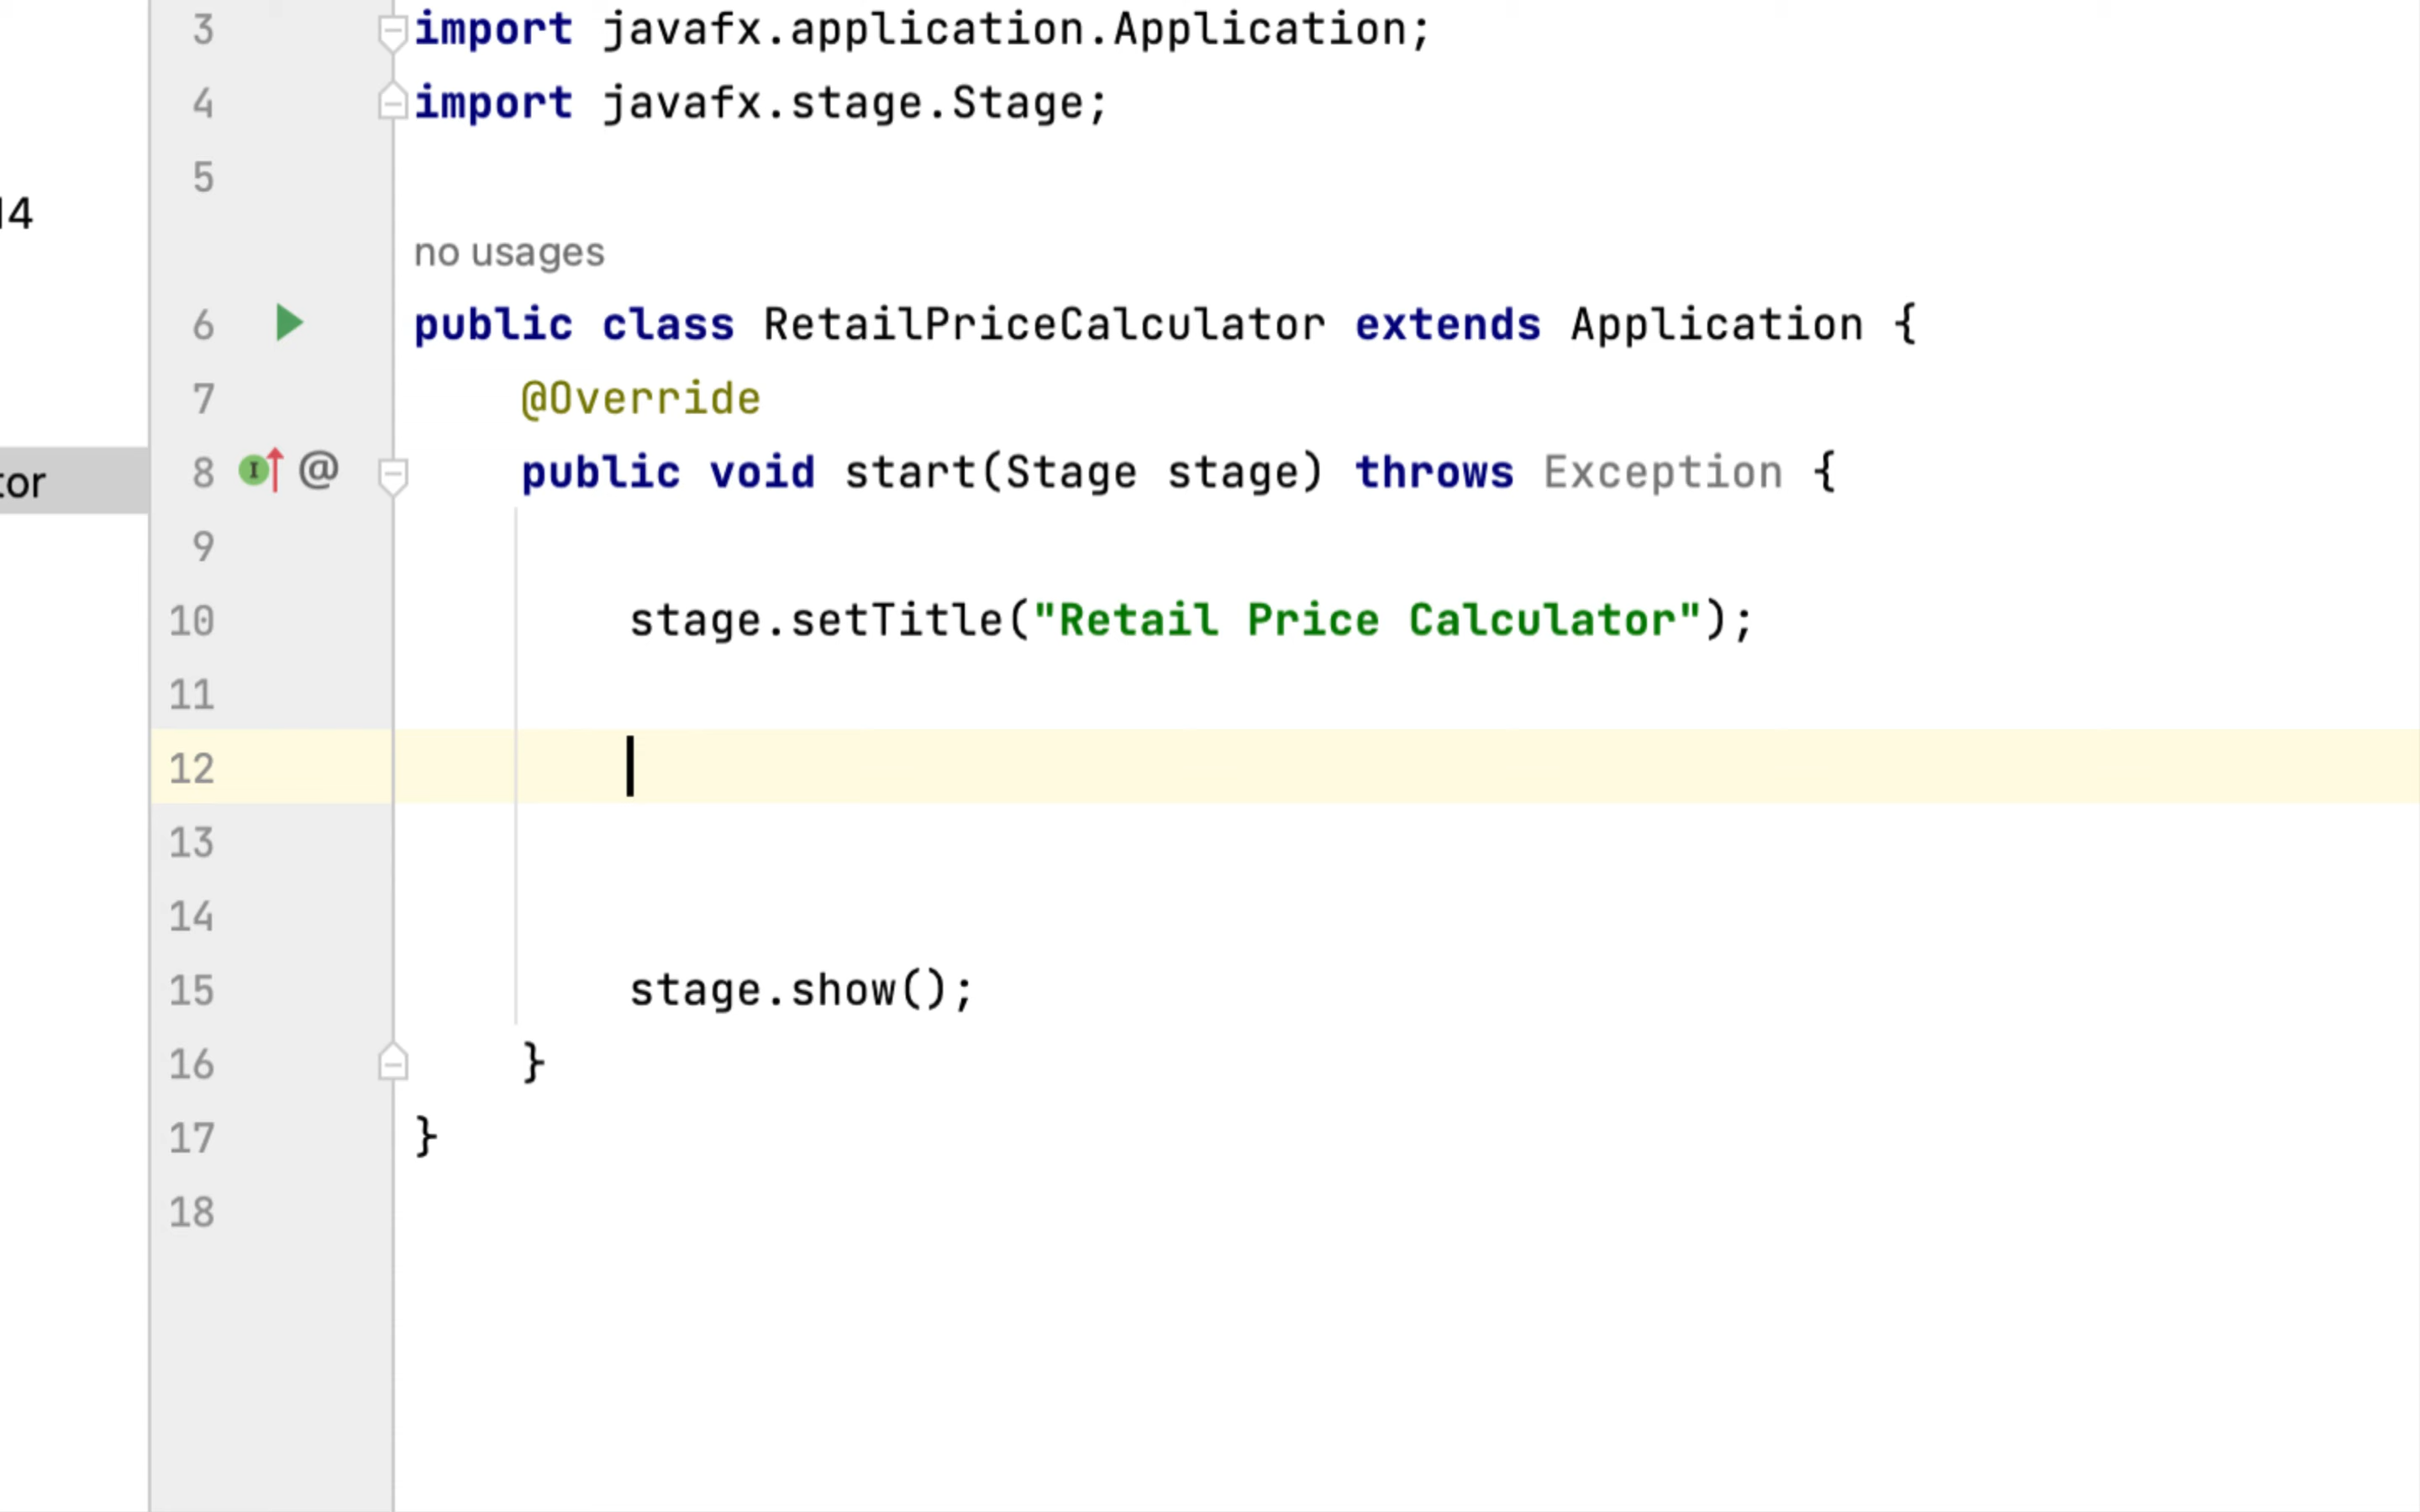 3 import javafx.application.Application;
4 import javafx.stage.Stage;
5
14
no usages
6 public class RetailPriceCalculator extends Application {
7 @Override
tor 8 I @ public void start(Stage stage) throws Exception {
9
10 stage.setTitle("Retail Price Calculator");
11
12
13
14
15 stage.show();
16 }
17 }
18